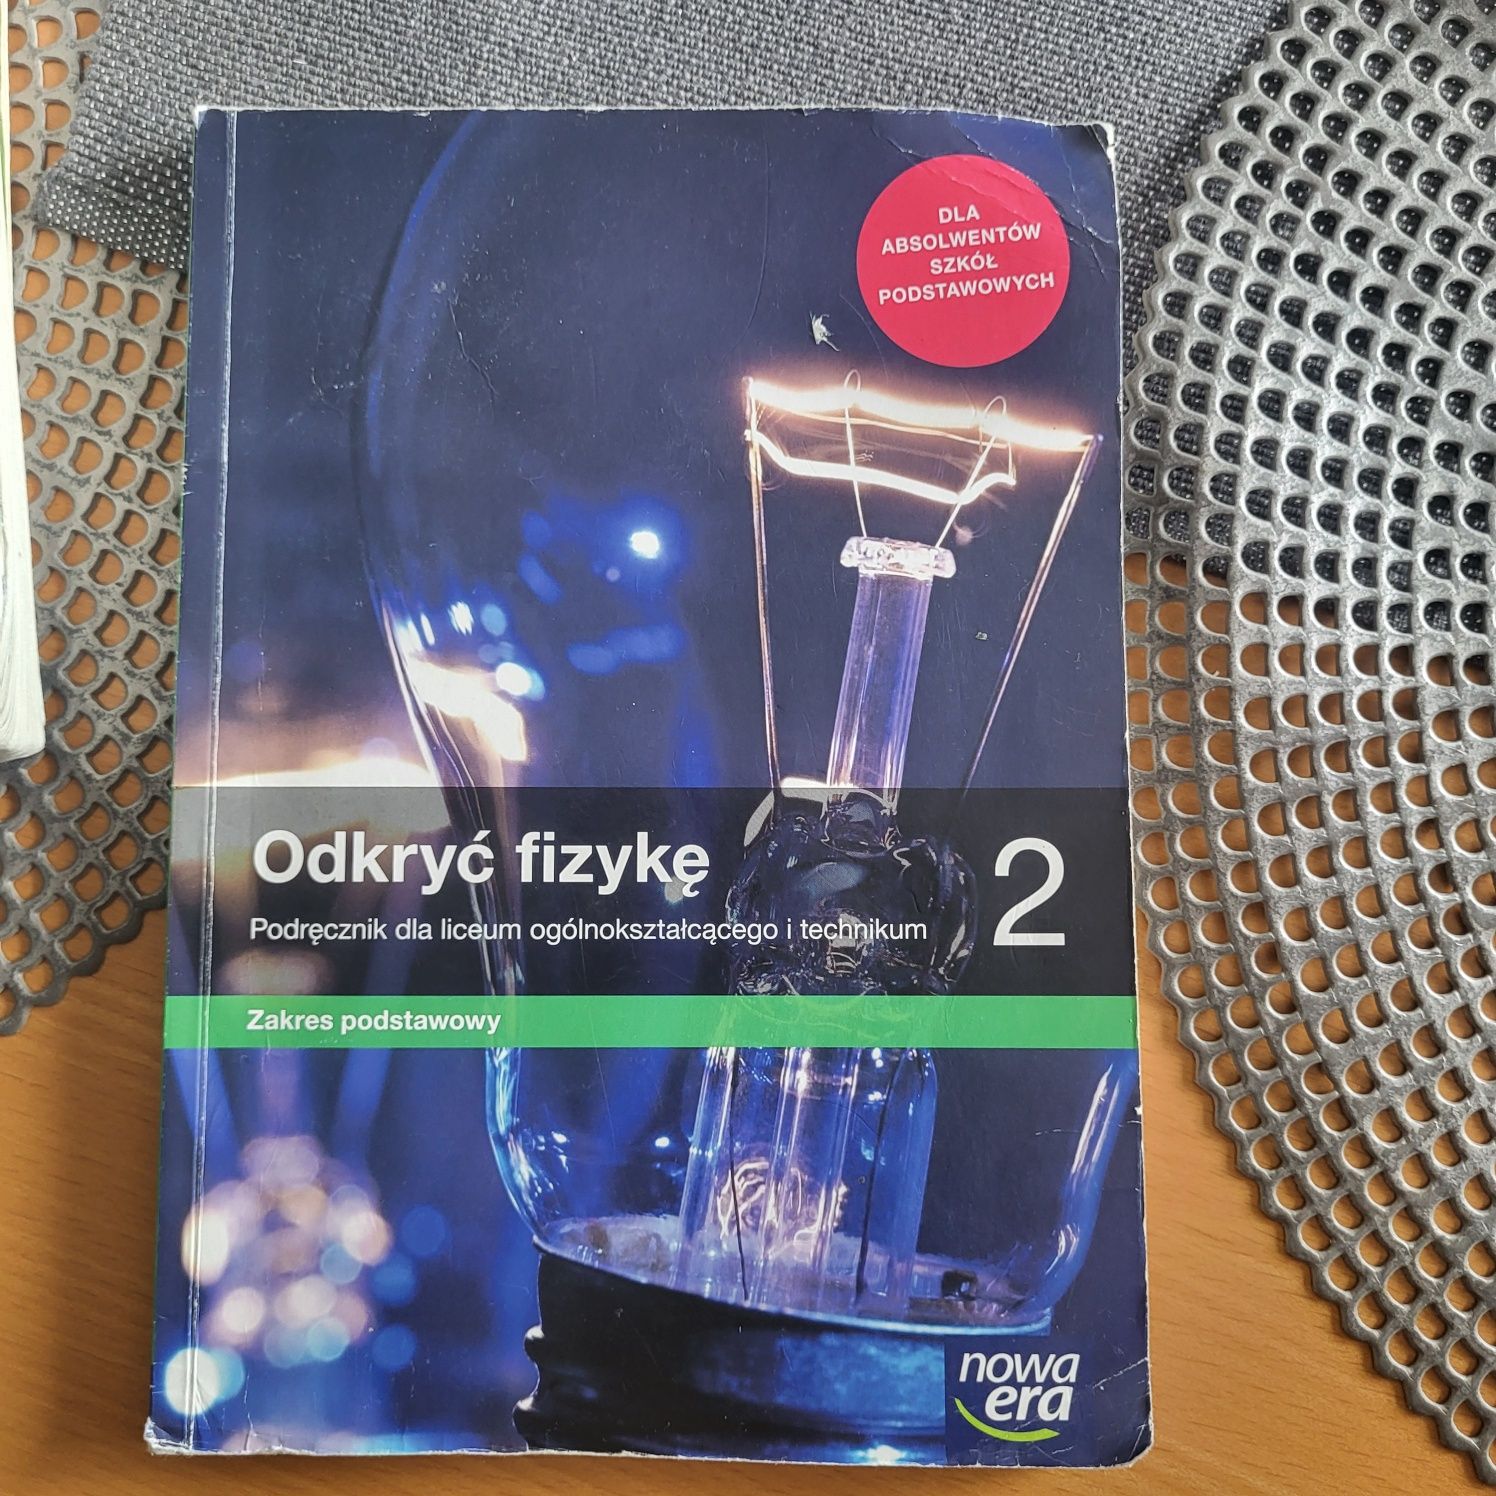 DLA
ABSOLWENTÓW
SZKÓŁ
PODSTAWOWYCH
Odkryć fizykę
2
Podręcznik dla liceum ogólnokształcącego i technikum
Zakres podstawowy
nowa
era